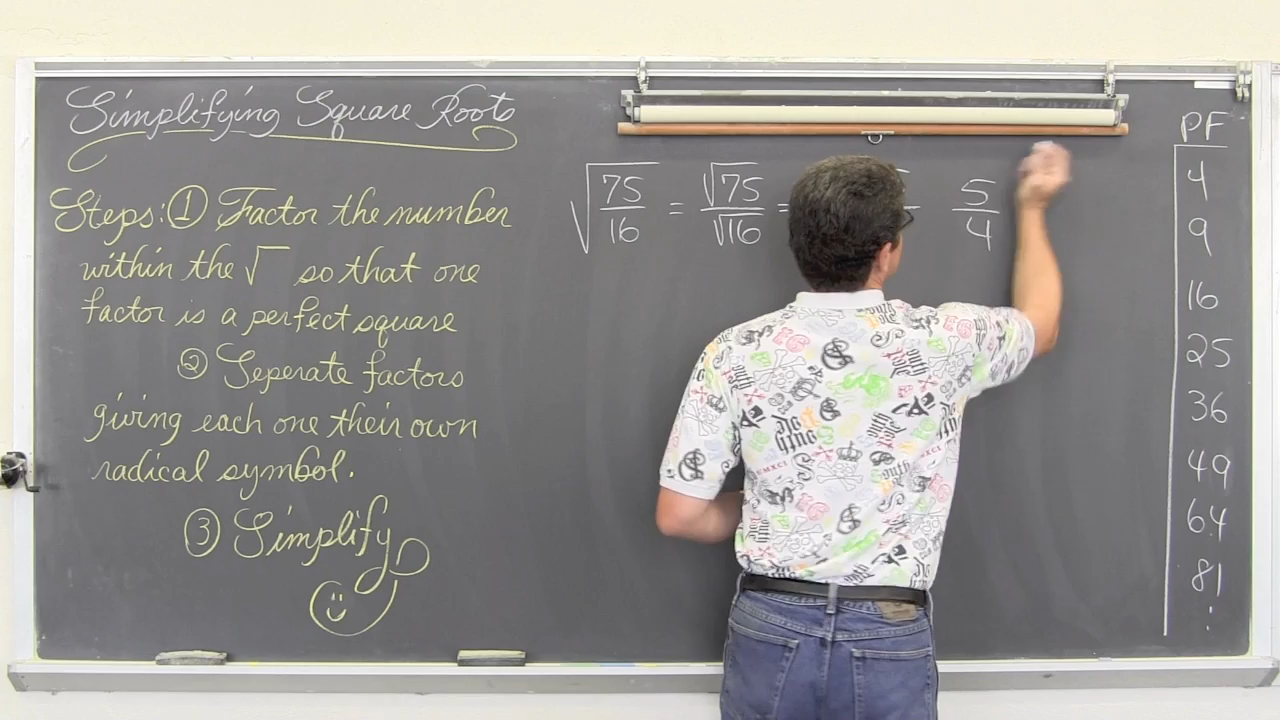 Simplifying Square Roots
Steps: ① Factor the number
within the √ so that one
factor is a perfect square
② Seperate factors
giving each one their own
radical symbol.
③ Simplify
√(75/16) = √75/√16 = 5/4
PF
4
9
16
25
36
49
64
81